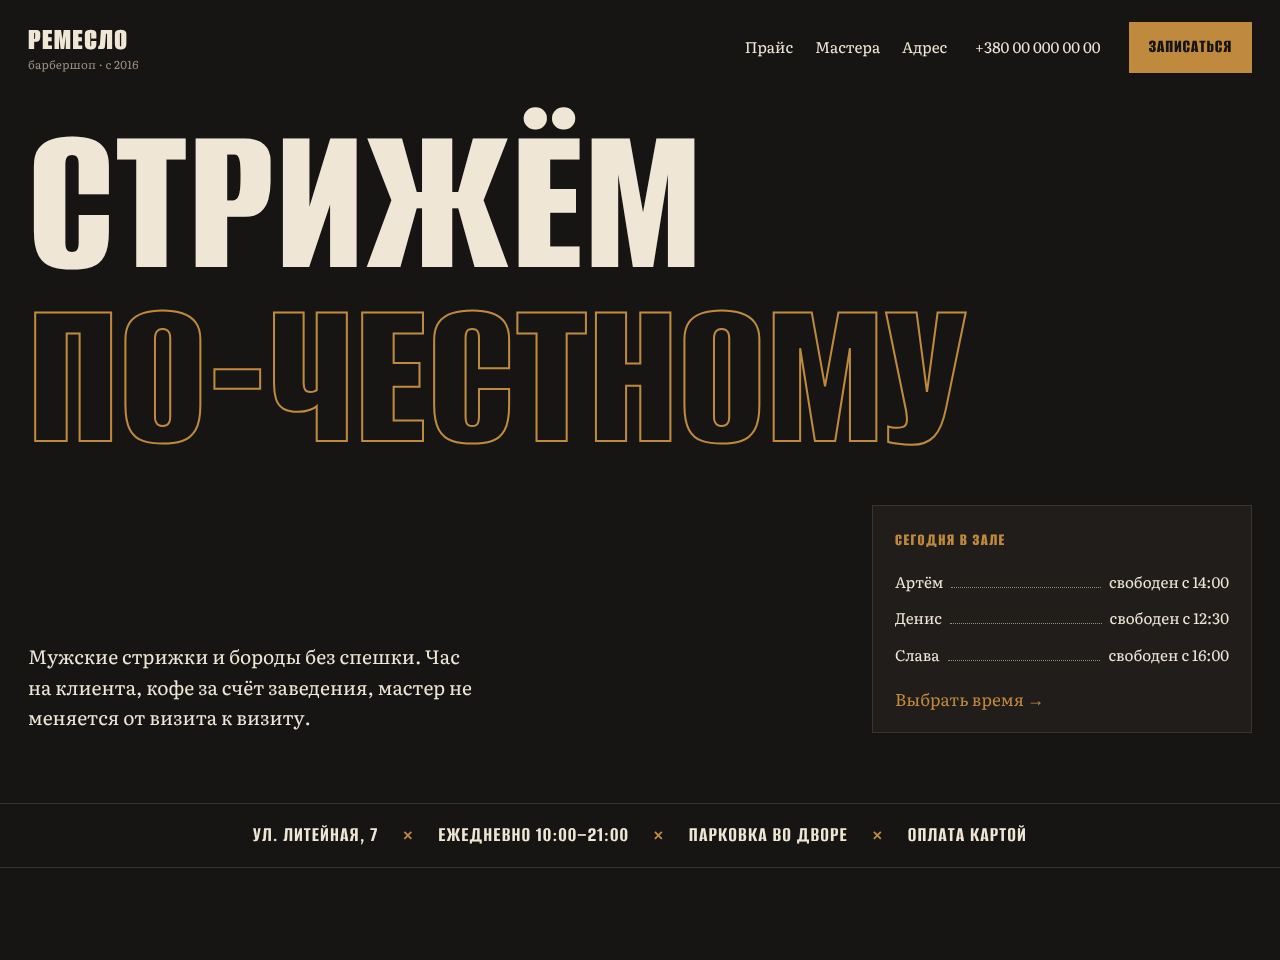 РЕМЕСЛО
барбершоп · с 2016
Прайс Мастера Адрес +380 00 000 00 00 ЗАПИСАТЬСЯ
СТРИЖЁМ
ПО-ЧЕСТНОМУ
Мужские стрижки и бороды без спешки. Час
на клиента, кофе за счёт заведения, мастер не
меняется от визита к визиту.
СЕГОДНЯ В ЗАЛЕ
Артём свободен с 14:00
Денис свободен с 12:30
Слава свободен с 16:00
Выбрать время →
УЛ. ЛИТЕЙНАЯ, 7 × ЕЖЕДНЕВНО 10:00–21:00 × ПАРКОВКА ВО ДВОРЕ × ОПЛАТА КАРТОЙ